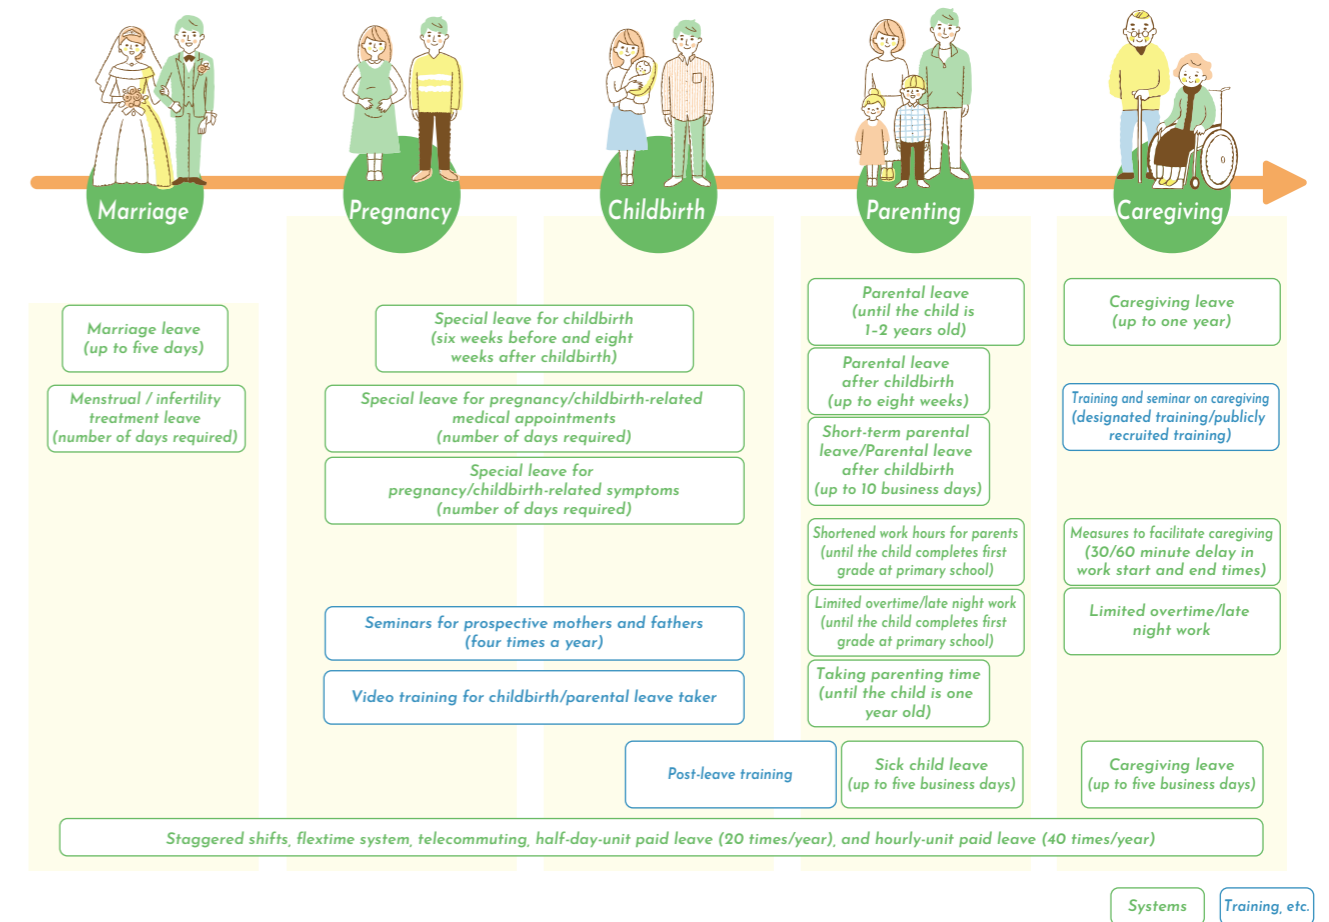 Marriage
Pregnancy
Childbirth
Parenting
Caregiving
Marriage leave
(up to five days)
Menstrual / infertility
treatment leave
(number of days required)
Special leave for childbirth
(six weeks before and eight
weeks after childbirth)
Special leave for pregnancy/childbirth-related
medical appointments
(number of days required)
Special leave for
pregnancy/childbirth-related symptoms
(number of days required)
Seminars for prospective mothers and fathers
(four times a year)
Video training for childbirth/parental leave taker
Post-leave training
Parental leave
(until the child is
1–2 years old)
Parental leave
after childbirth
(up to eight weeks)
Short-term parental
leave/Parental leave
after childbirth
(up to 10 business days)
Shortened work hours for parents
(until the child completes first
grade at primary school)
Limited overtime/late night work
(until the child completes first
grade at primary school)
Taking parenting time
(until the child is one
year old)
Sick child leave
(up to five business days)
Caregiving leave
(up to one year)
Training and seminar on caregiving
(designated training/publicly
recruited training)
Measures to facilitate caregiving
(30/60 minute delay in
work start and end times)
Limited overtime/late
night work
Caregiving leave
(up to five business days)
Staggered shifts, flextime system, telecommuting, half-day-unit paid leave (20 times/year), and hourly-unit paid leave (40 times/year)
Systems
Training, etc.